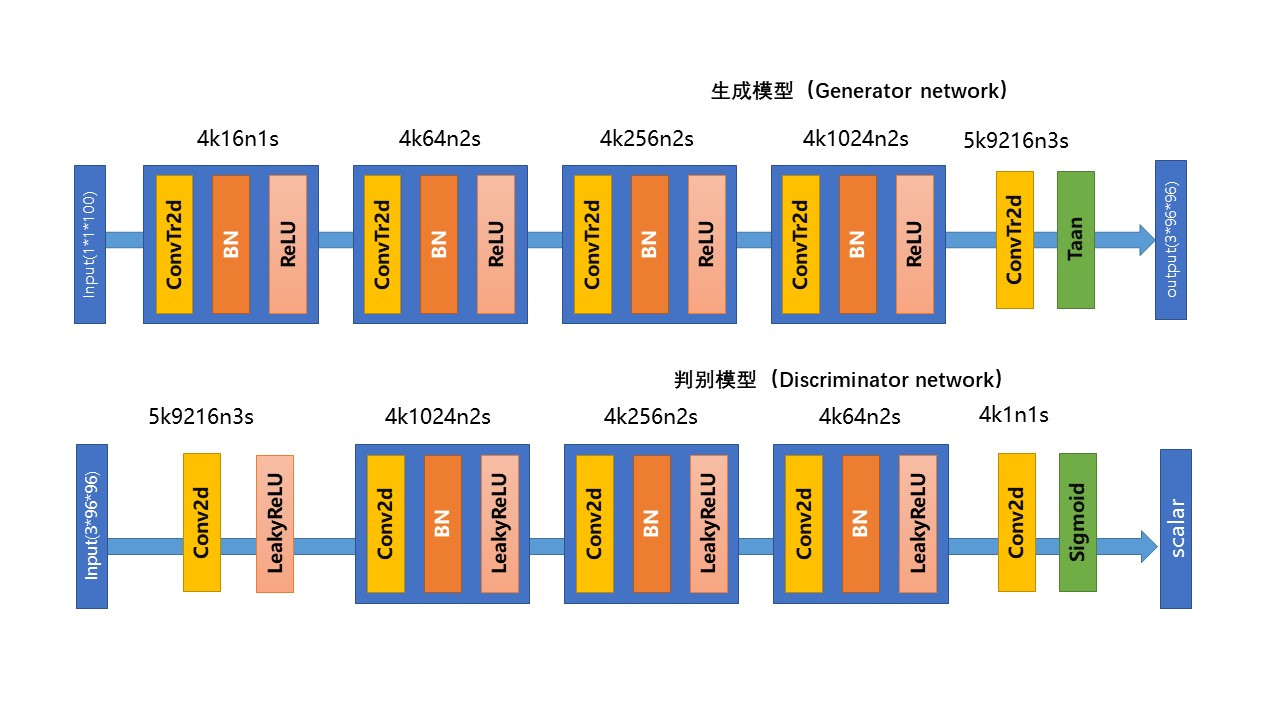 生成模型（Generator network）
4k16n1s
4k64n2s
4k256n2s
4k1024n2s
5k9216n3s
Input(1*1*100)
ConvTr2d
BN
ReLU
ConvTr2d
BN
ReLU
ConvTr2d
BN
ReLU
ConvTr2d
BN
ReLU
ConvTr2d
Taan
output(3*96*96)
判别模型（Discriminator network）
5k9216n3s
4k1024n2s
4k256n2s
4k64n2s
4k1n1s
Input(3*96*96)
Conv2d
LeakyReLU
Conv2d
BN
LeakyReLU
Conv2d
BN
LeakyReLU
Conv2d
BN
LeakyReLU
Conv2d
Sigmoid
scalar